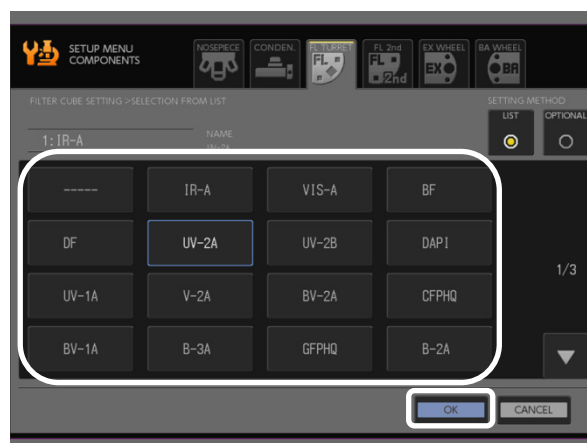 SETUP MENU
COMPONENTS
NOSEPIECE
CONDEN.
FL TURRET
FL
FL 2nd
FL
2nd
EX WHEEL
EX
BA WHEEL
BA
FILTER CUBE SETTING >SELECTION FROM LIST
SETTING METHOD
LIST
OPTIONAL
1:IR-A
NAME
UV-2A
----- IR-A VIS-A BF
DF UV-2A UV-2B DAPI
UV-1A V-2A BV-2A CFPHQ
BV-1A B-3A GFPHQ B-2A
1/3
OK CANCEL